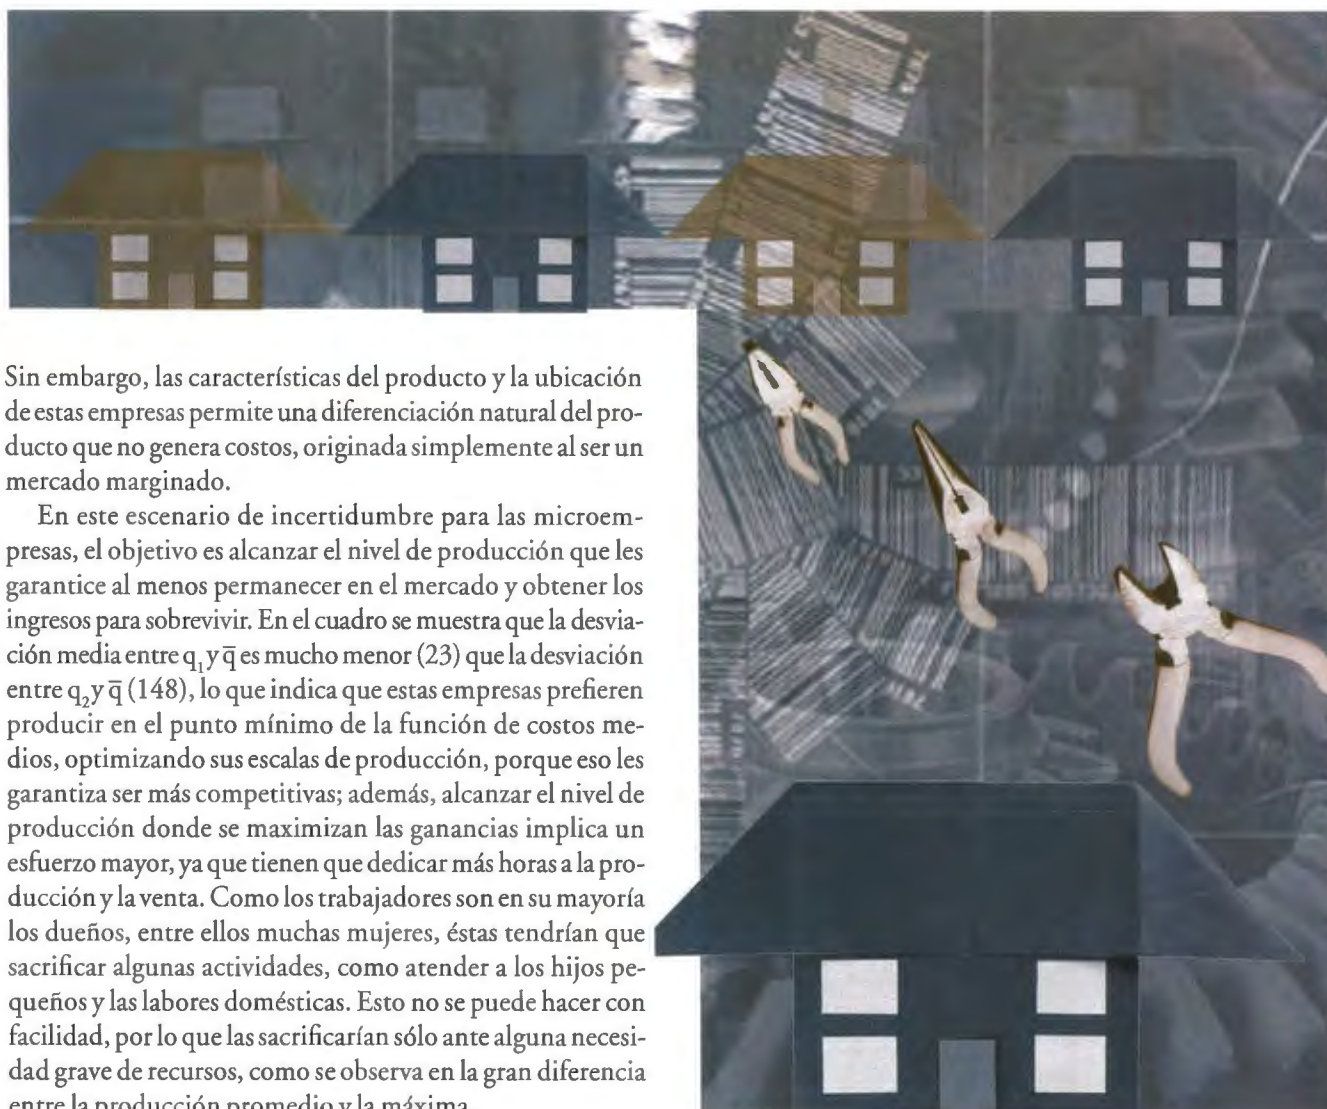 Sin embargo, las características del producto y la ubicación
de estas empresas permite una diferenciación natural del pro-
ducto que no genera costos, originada simplemente al ser un
mercado marginado.
En este escenario de incertidumbre para las microem-
presas, el objetivo es alcanzar el nivel de producción que les
garantice al menos permanecer en el mercado y obtener los
ingresos para sobrevivir. En el cuadro se muestra que la desvia-
ción media entre q₁ y q̄ es mucho menor (23) que la desviación
entre q₂ y q̄ (148), lo que indica que estas empresas prefieren
producir en el punto mínimo de la función de costos me-
dios, optimizando sus escalas de producción, porque eso les
garantiza ser más competitivas; además, alcanzar el nivel de
producción donde se maximizan las ganancias implica un
esfuerzo mayor, ya que tienen que dedicar más horas a la pro-
ducción y la venta. Como los trabajadores son en su mayoría
los dueños, entre ellos muchas mujeres, éstas tendrían que
sacrificar algunas actividades, como atender a los hijos pe-
queños y las labores domésticas. Esto no se puede hacer con
facilidad, por lo que las sacrificarían sólo ante alguna necesi-
dad grave de recursos, como se observa en la gran diferencia
entre la producción promedio y la máxima.